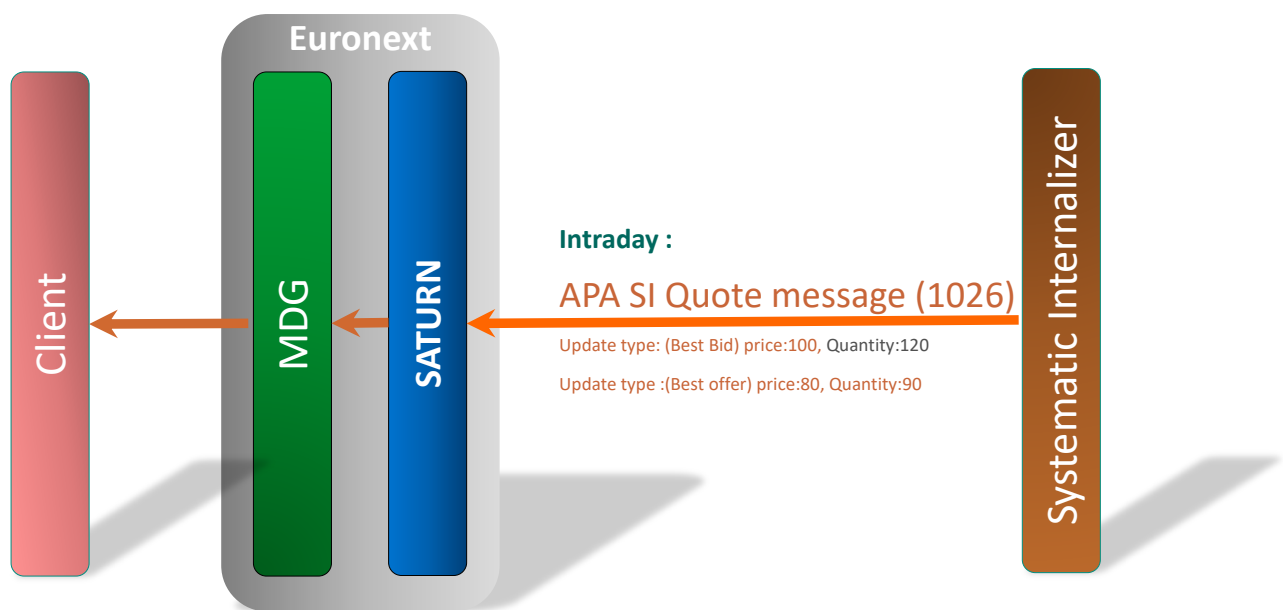 Euronext
Client
MDG
SATURN
Intraday :
APA SI Quote message (1026)
Update type: (Best Bid) price:100, Quantity:120
Update type :(Best offer) price:80, Quantity:90
Systematic Internalizer